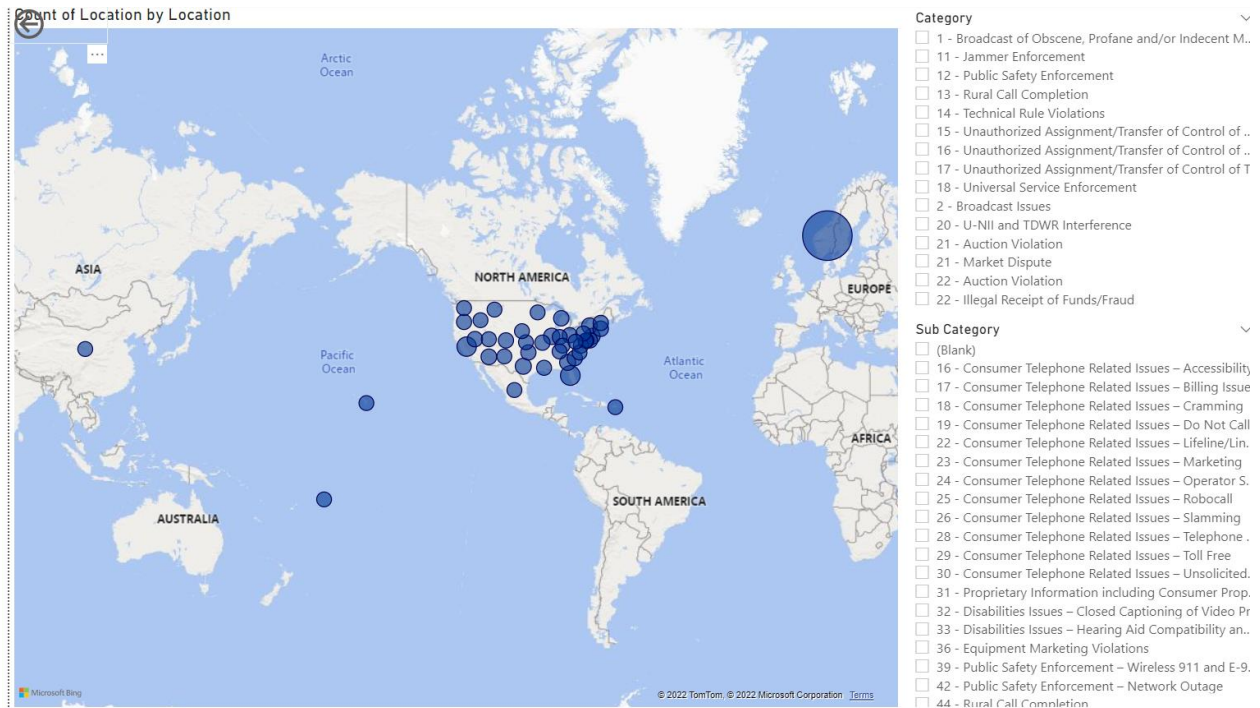 Count of Location by Location
Arctic
Ocean
ASIA
NORTH AMERICA
EUROPE
Pacific
Ocean
Atlantic
Ocean
AFRICA
SOUTH AMERICA
AUSTRALIA
Microsoft Bing
© 2022 TomTom, © 2022 Microsoft Corporation Terms
Category
1 - Broadcast of Obscene, Profane and/or Indecent M...
11 - Jammer Enforcement
12 - Public Safety Enforcement
13 - Rural Call Completion
14 - Technical Rule Violations
15 - Unauthorized Assignment/Transfer of Control of ...
16 - Unauthorized Assignment/Transfer of Control of ...
17 - Unauthorized Assignment/Transfer of Control of T
18 - Universal Service Enforcement
2 - Broadcast Issues
20 - U-NII and TDWR Interference
21 - Auction Violation
21 - Market Dispute
22 - Auction Violation
22 - Illegal Receipt of Funds/Fraud
Sub Category
(Blank)
16 - Consumer Telephone Related Issues – Accessibility
17 - Consumer Telephone Related Issues – Billing Issue
18 - Consumer Telephone Related Issues – Cramming
19 - Consumer Telephone Related Issues – Do Not Call
22 - Consumer Telephone Related Issues – Lifeline/Lin...
23 - Consumer Telephone Related Issues – Marketing
24 - Consumer Telephone Related Issues – Operator S...
25 - Consumer Telephone Related Issues – Robocall
26 - Consumer Telephone Related Issues – Slamming
28 - Consumer Telephone Related Issues – Telephone ...
29 - Consumer Telephone Related Issues – Toll Free
30 - Consumer Telephone Related Issues – Unsolicited...
31 - Proprietary Information including Consumer Prop...
32 - Disabilities Issues – Closed Captioning of Video Pr
33 - Disabilities Issues – Hearing Aid Compatibility an...
36 - Equipment Marketing Violations
39 - Public Safety Enforcement – Wireless 911 and E-9...
42 - Public Safety Enforcement – Network Outage
44 - Rural Call Completion